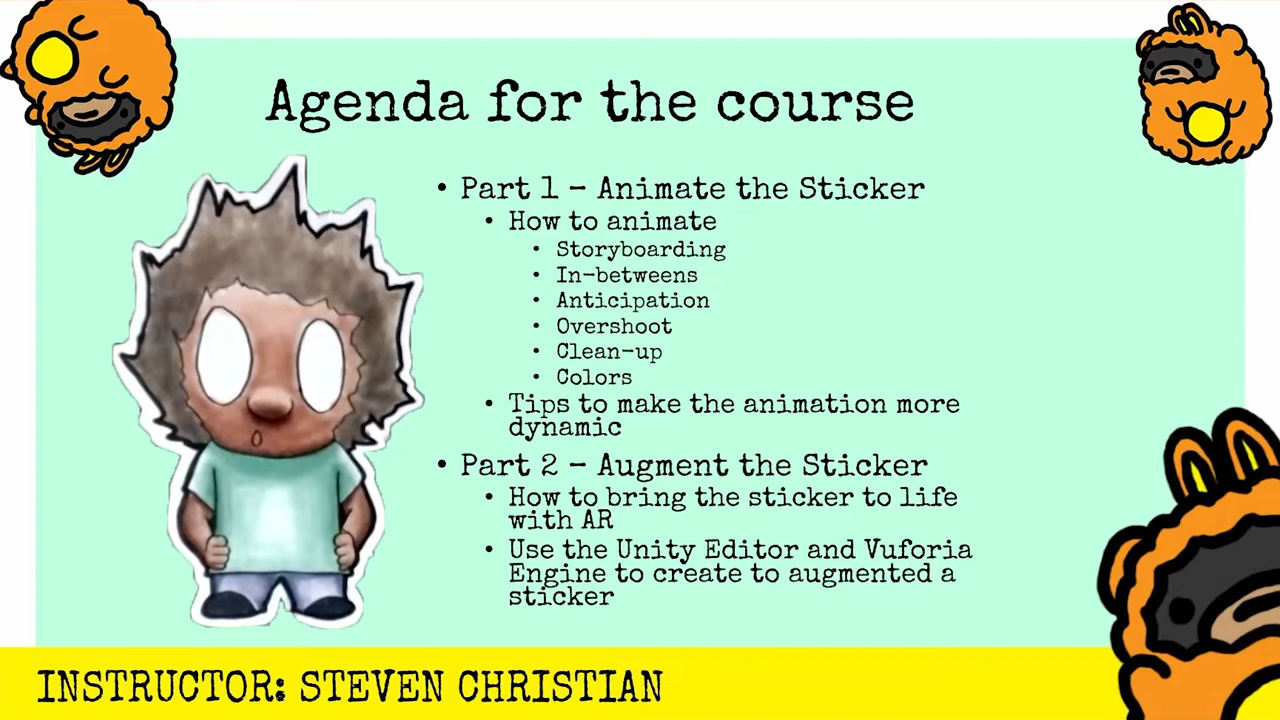 Agenda for the course
• Part 1 – Animate the Sticker
• How to animate
• Storyboarding
• In-betweens
• Anticipation
• Overshoot
• Clean-up
• Colors
• Tips to make the animation more
dynamic
• Part 2 – Augment the Sticker
• How to bring the sticker to life
with AR
• Use the Unity Editor and Vuforia
Engine to create to augmented a
sticker
INSTRUCTOR: STEVEN CHRISTIAN